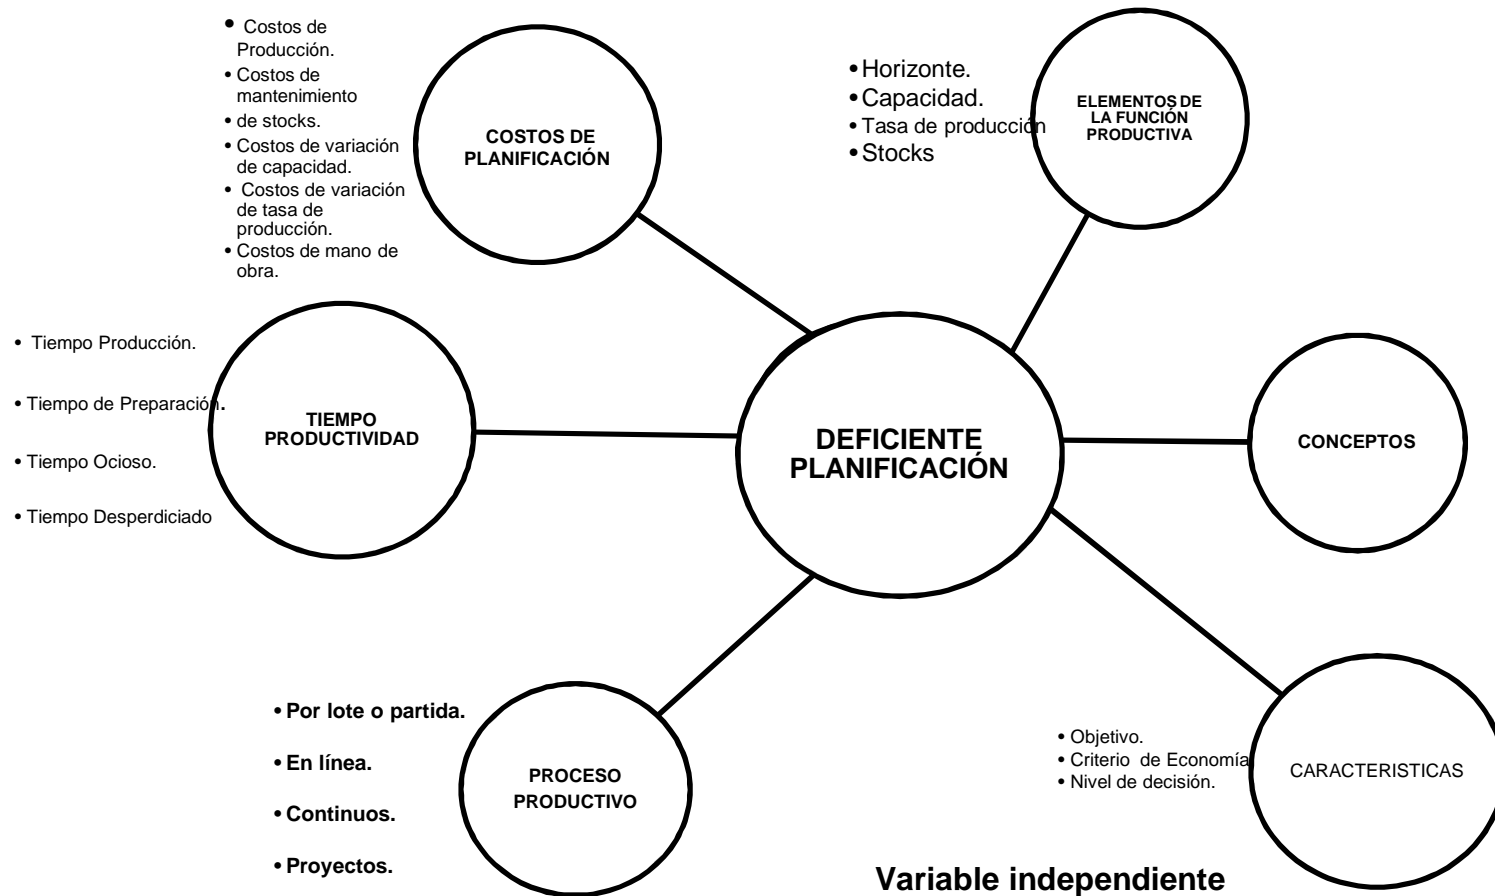 • Costos de
Producción.
• Costos de
mantenimiento
• de stocks.
• Costos de variación
de capacidad.
• Costos de variación
de tasa de
producción.
• Costos de mano de
obra.
COSTOS DE
PLANIFICACIÓN
• Horizonte.
• Capacidad.
• Tasa de producción
• Stocks
ELEMENTOS DE
LA FUNCIÓN
PRODUCTIVA
• Tiempo Producción.
• Tiempo de Preparación.
• Tiempo Ocioso.
• Tiempo Desperdiciado
TIEMPO
PRODUCTIVIDAD
DEFICIENTE
PLANIFICACIÓN
CONCEPTOS
• Por lote o partida.
• En línea.
• Continuos.
• Proyectos.
PROCESO
PRODUCTIVO
• Objetivo.
• Criterio de Economía
• Nivel de decisión.
CARACTERISTICAS
Variable independiente